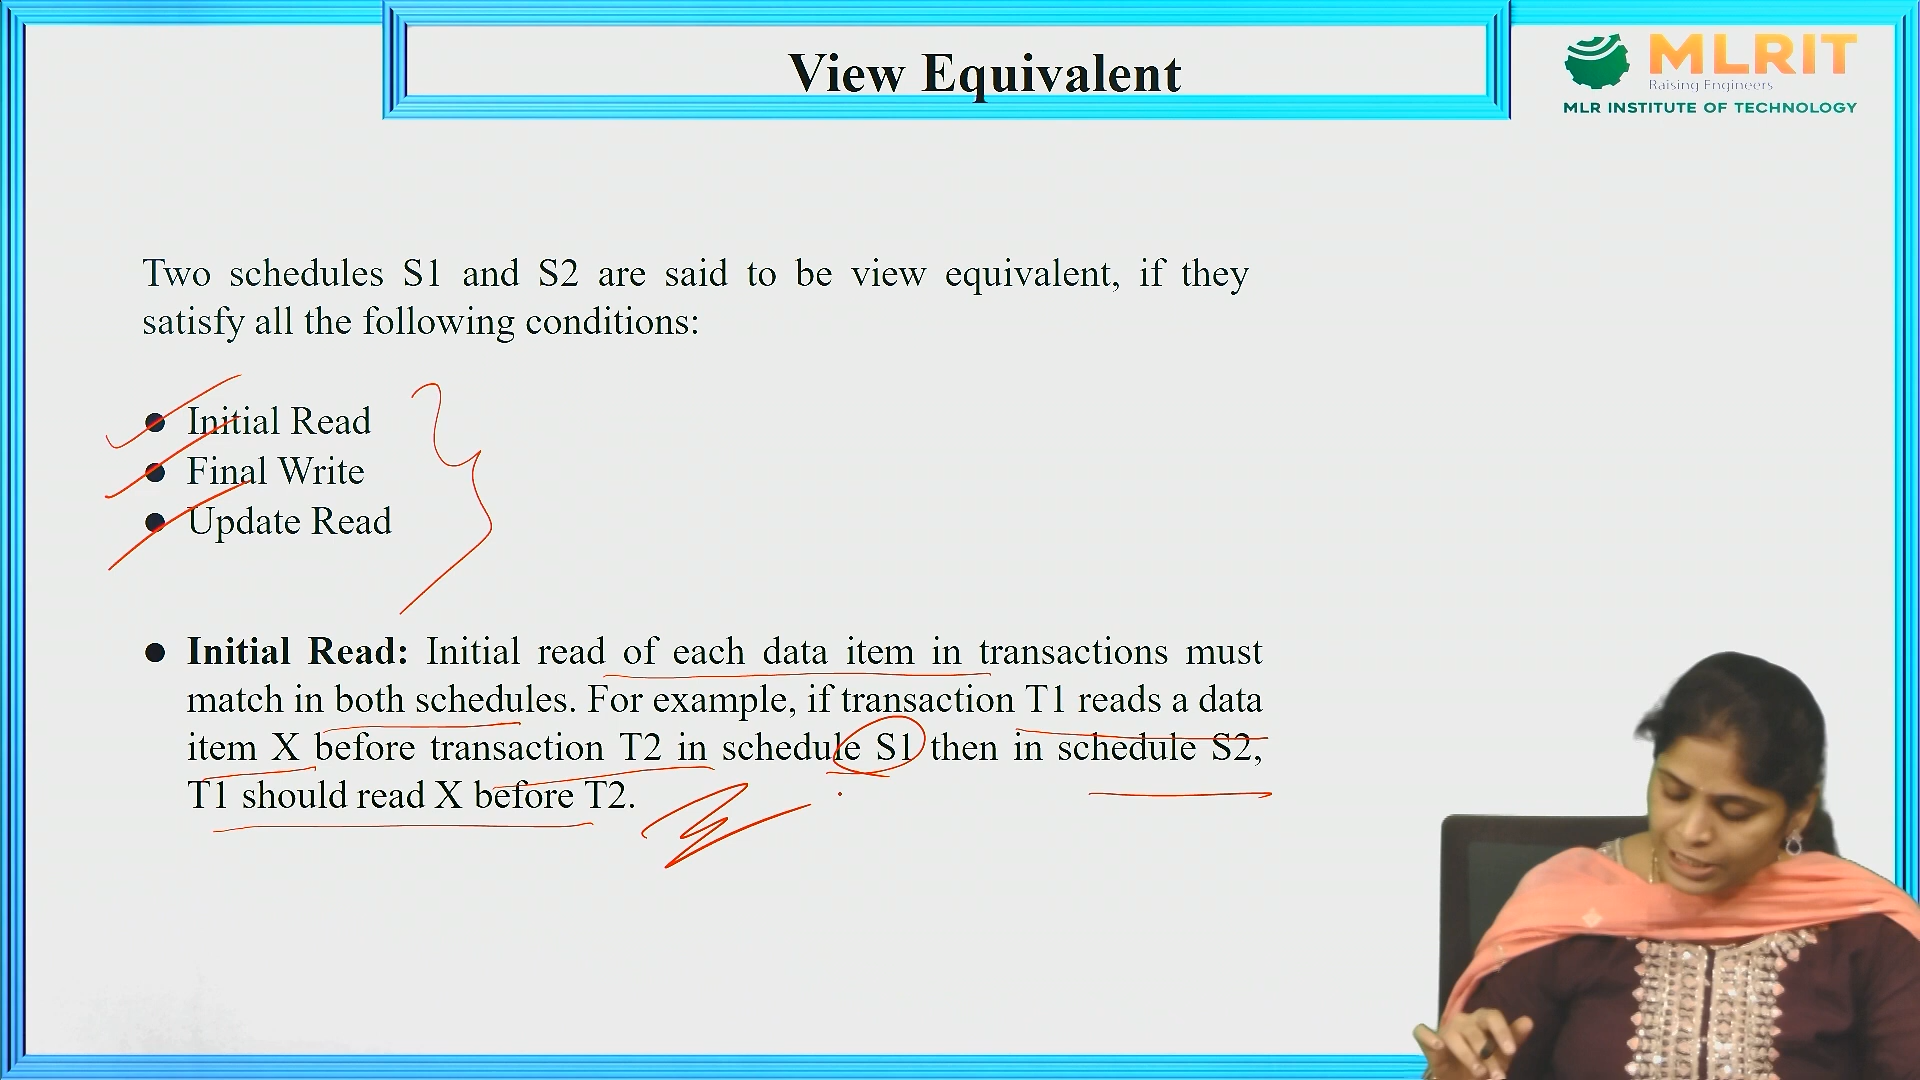 View Equivalent
MLRIT
Raising Engineers
MLR INSTITUTE OF TECHNOLOGY
Two schedules S1 and S2 are said to be view equivalent, if they
satisfy all the following conditions:
● Initial Read
● Final Write
● Update Read
● Initial Read: Initial read of each data item in transactions must
match in both schedules. For example, if transaction T1 reads a data
item X before transaction T2 in schedule S1 then in schedule S2,
T1 should read X before T2.